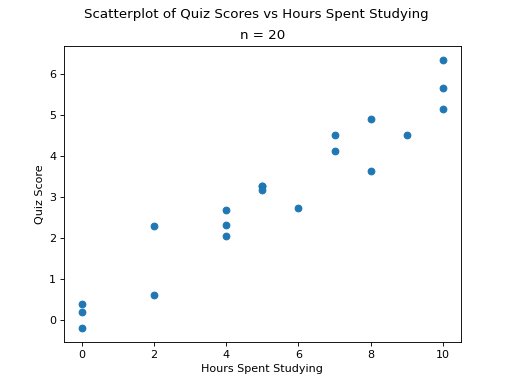 Scatterplot of Quiz Scores vs Hours Spent Studying
n = 20
6
5
4
3
2
1
0
Quiz Score
0 2 4 6 8 10
Hours Spent Studying